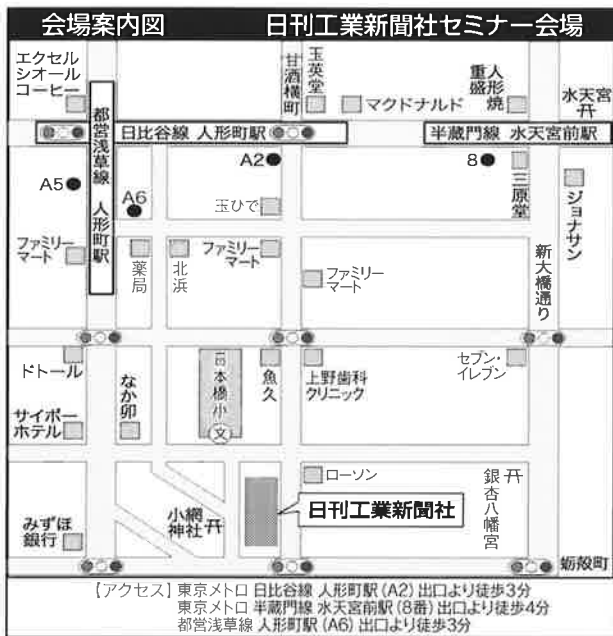 会場案内図 日刊工業新聞社セミナー会場
エクセル
シオール
コーヒー
甘酒横町
玉英堂
マクドナルド
重盛
人形焼
水天宮
都営浅草線 人形町駅
日比谷線 人形町駅
半蔵門線 水天宮前駅
A5
A6
A2
8
玉ひで
三原堂
ジョナサン
ファミリー
マート
薬局
北浜
ファミリー
マート
ファミリー
マート
新大橋通り
ドトール
なか卯
日本橋小
文
魚久
上野歯科
クリニック
セブン-
イレブン
サイボー
ホテル
ローソン
銀杏八幡宮
日刊工業新聞社
みずほ
銀行
小網
神社
蛎殻町
【アクセス】東京メトロ 日比谷線 人形町駅(A2)出口より徒歩3分
東京メトロ 半蔵門線 水天宮前駅(8番)出口より徒歩4分
都営浅草線 人形町駅(A6)出口より徒歩3分